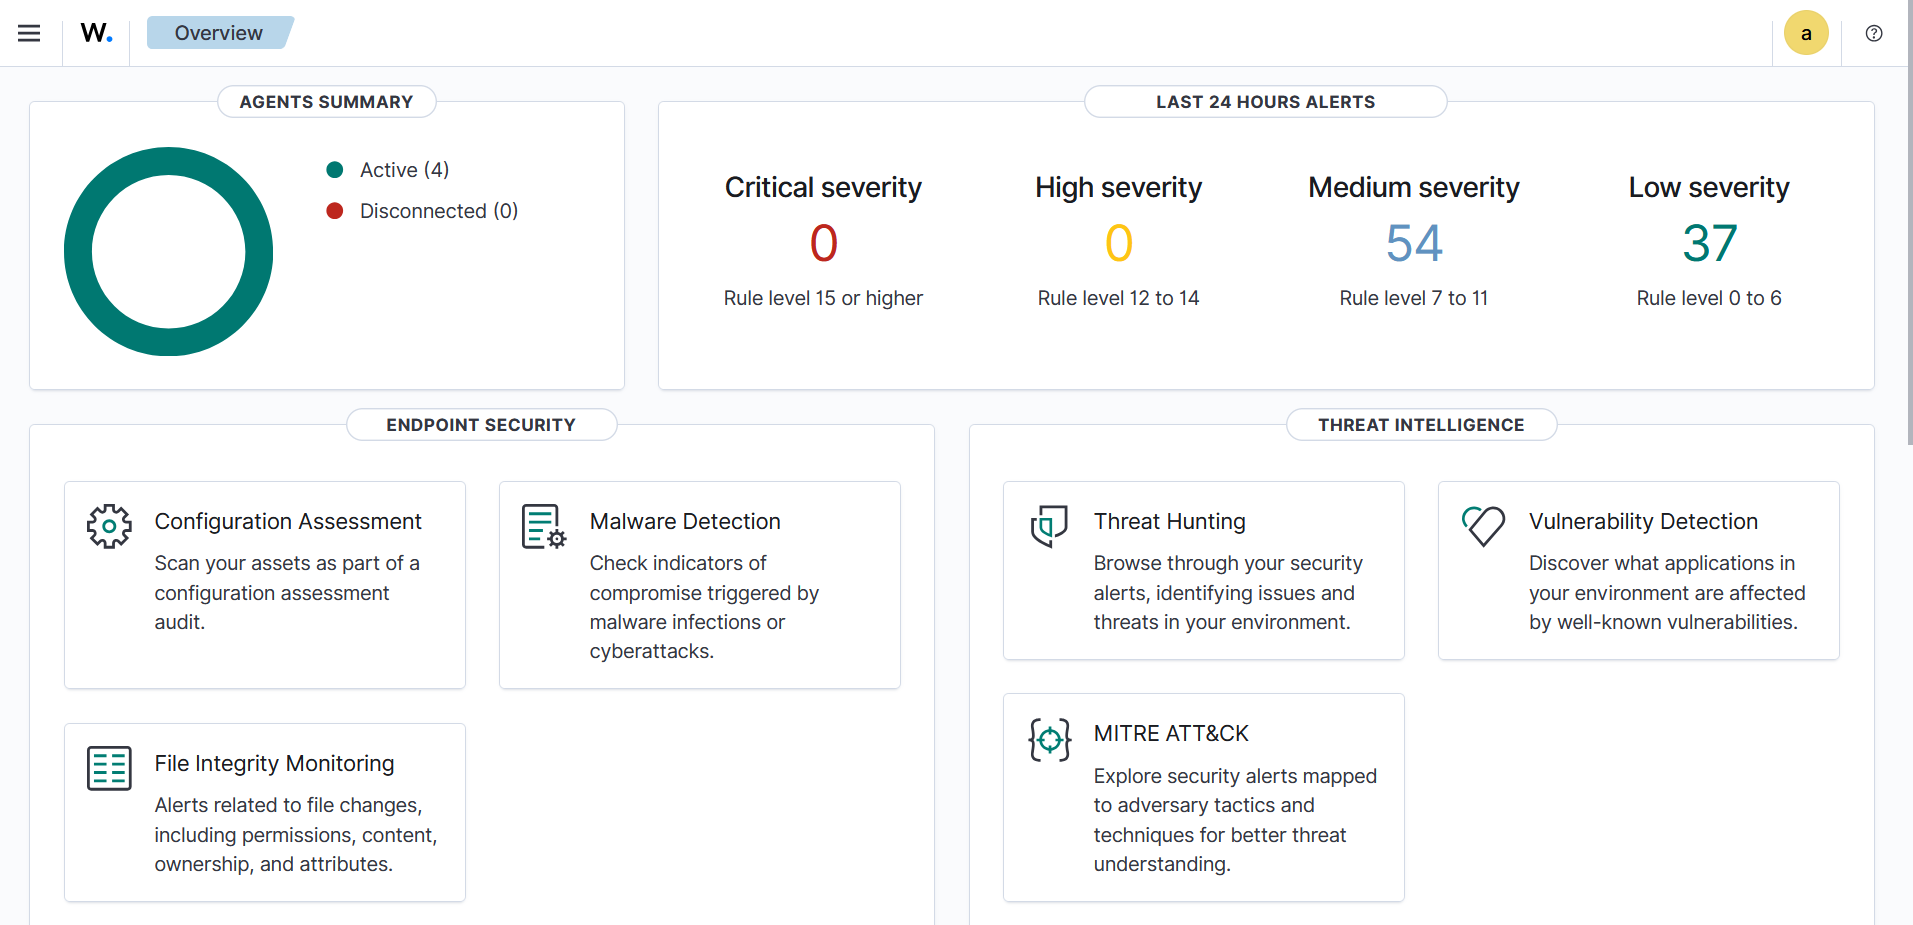 W.
Overview
a
?
AGENTS SUMMARY
Active (4)
Disconnected (0)
LAST 24 HOURS ALERTS
Critical severity
0
Rule level 15 or higher
High severity
0
Rule level 12 to 14
Medium severity
54
Rule level 7 to 11
Low severity
37
Rule level 0 to 6
ENDPOINT SECURITY
Configuration Assessment
Scan your assets as part of a
configuration assessment
audit.
Malware Detection
Check indicators of
compromise triggered by
malware infections or
cyberattacks.
File Integrity Monitoring
Alerts related to file changes,
including permissions, content,
ownership, and attributes.
THREAT INTELLIGENCE
Threat Hunting
Browse through your security
alerts, identifying issues and
threats in your environment.
Vulnerability Detection
Discover what applications in
your environment are affected
by well-known vulnerabilities.
MITRE ATT&CK
Explore security alerts mapped
to adversary tactics and
techniques for better threat
understanding.